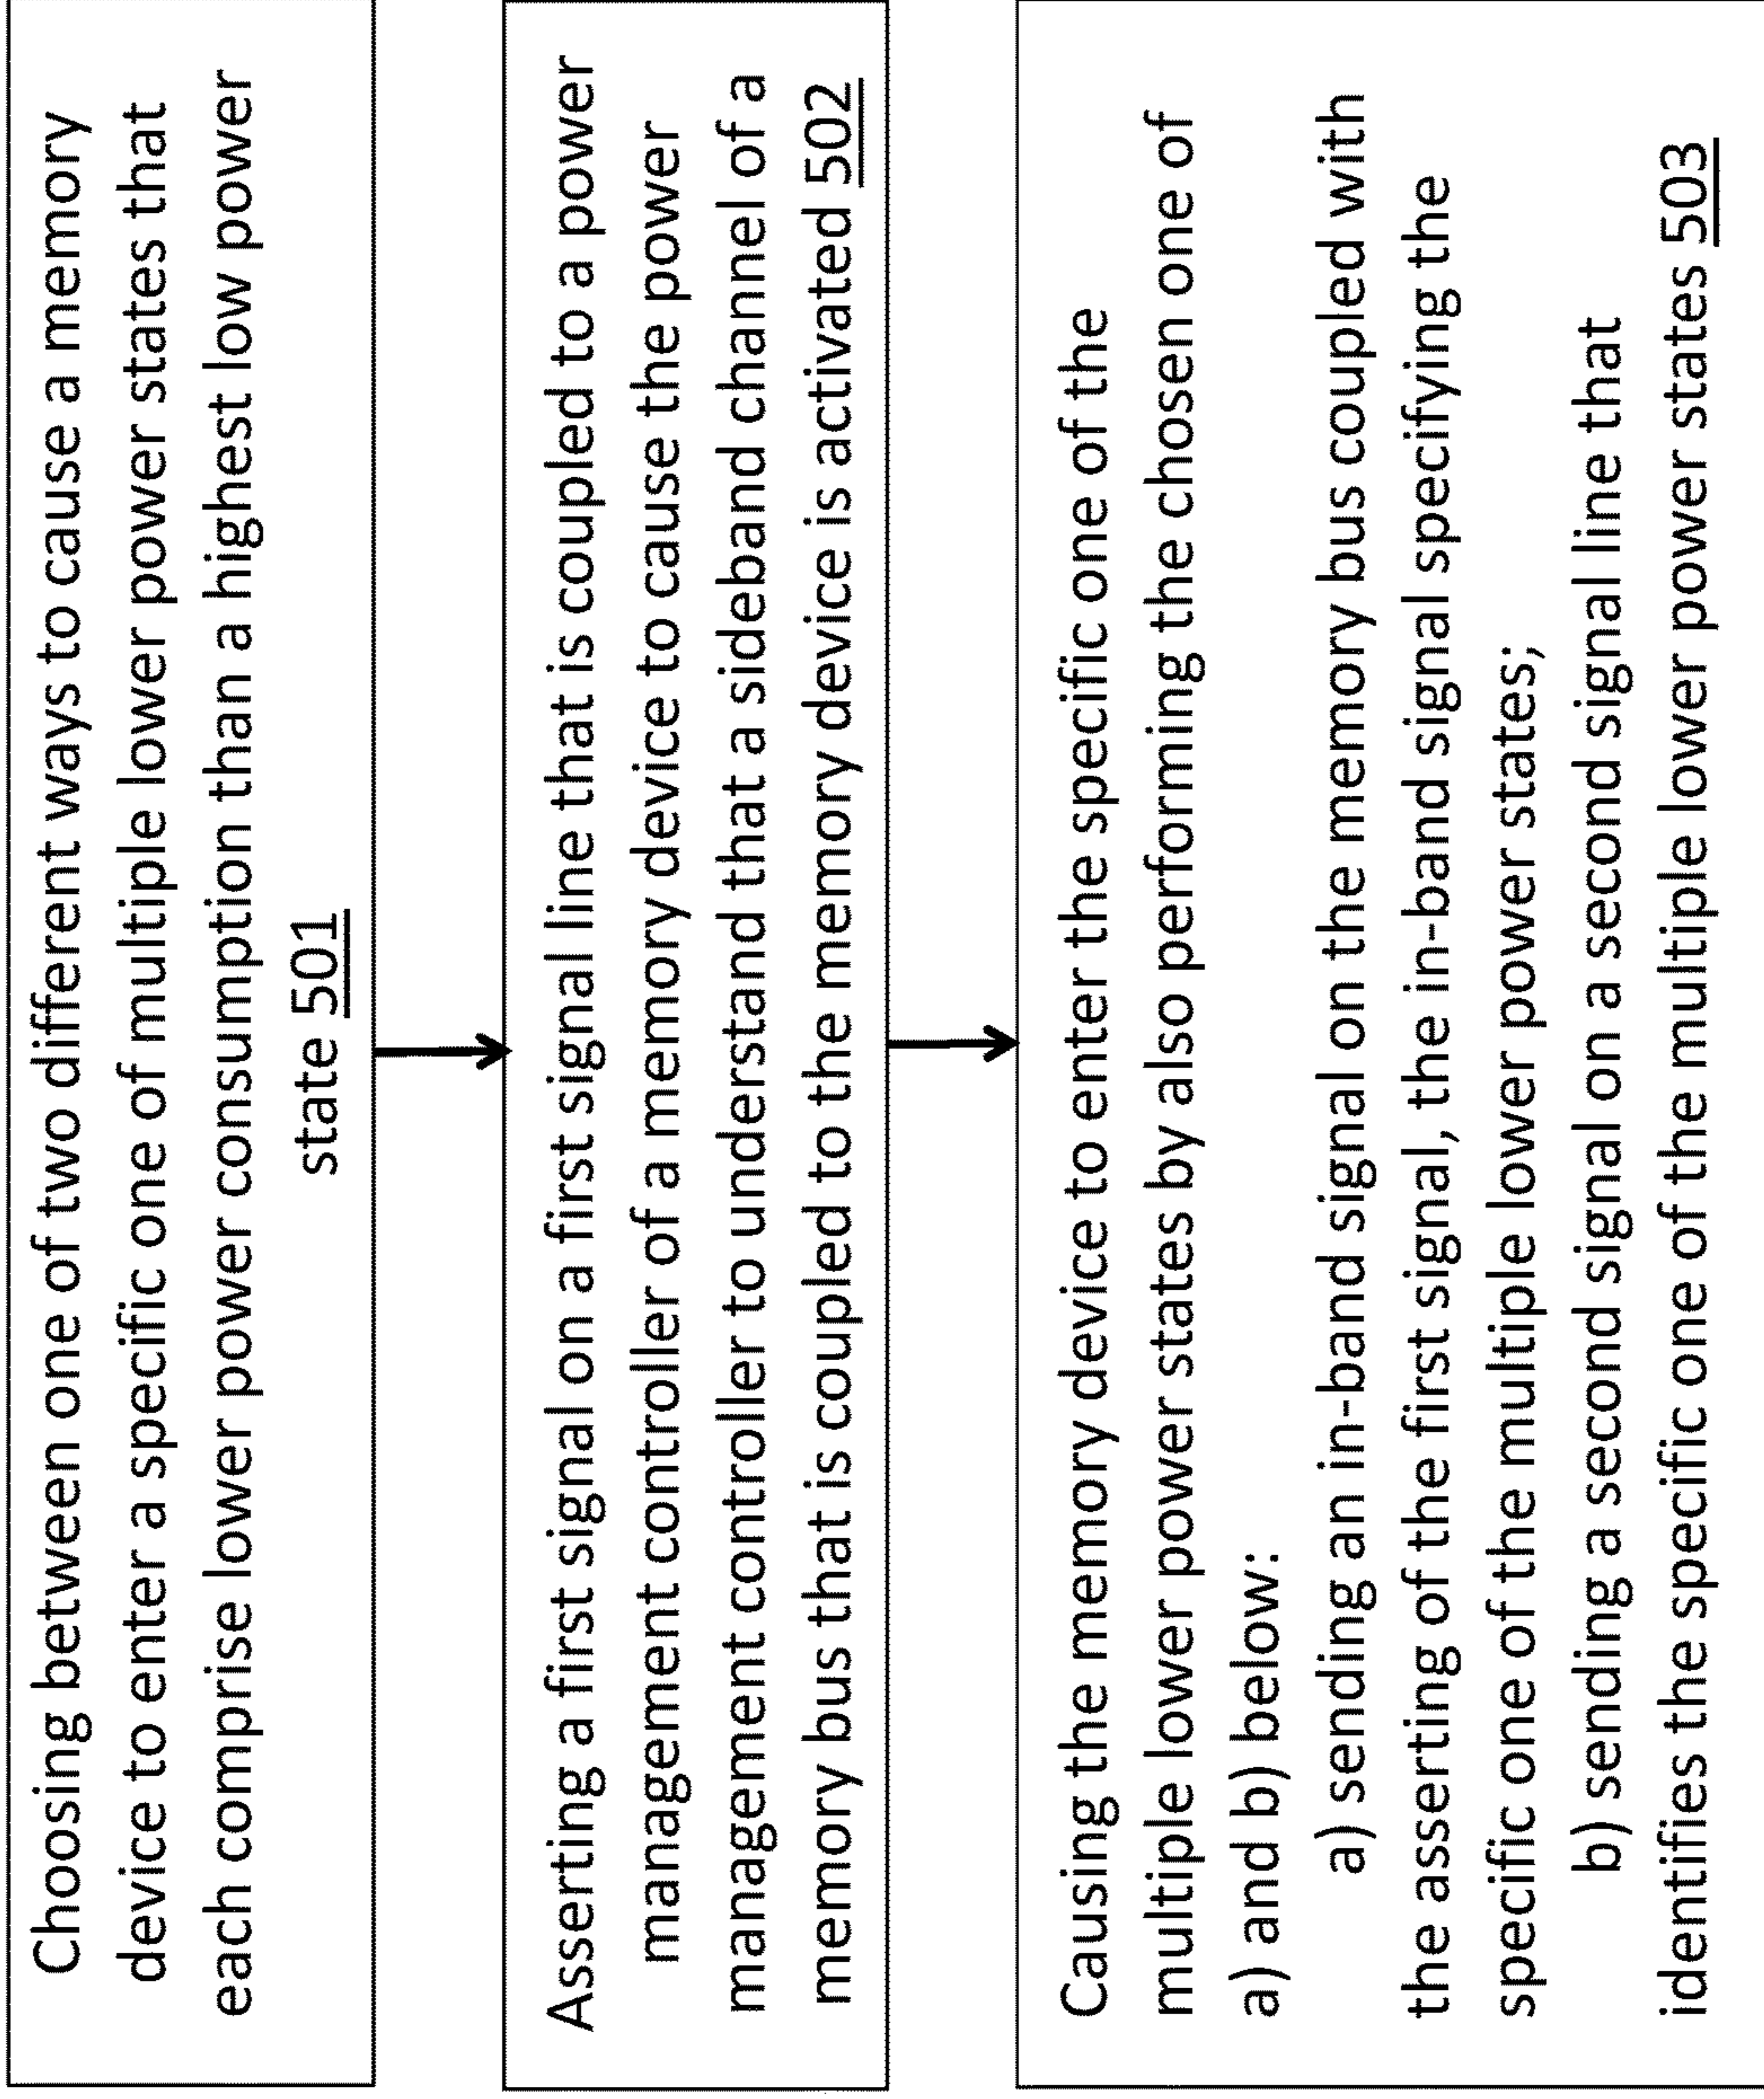 Choosing between one of two different ways to cause a memory
device to enter a specific one of multiple lower power states that
each comprise lower power consumption than a highest low power
state 501
Asserting a first signal on a first signal line that is coupled to a power
management controller of a memory device to cause the power
management controller to understand that a sideband channel of a
memory bus that is coupled to the memory device is activated 502
Causing the memory device to enter the specific one of the
multiple lower power states by also performing the chosen one of
a) and b) below:
a) sending an in-band signal on the memory bus coupled with
the asserting of the first signal, the in-band signal specifying the
specific one of the multiple lower power states;
b) sending a second signal on a second signal line that
identifies the specific one of the multiple lower power states 503